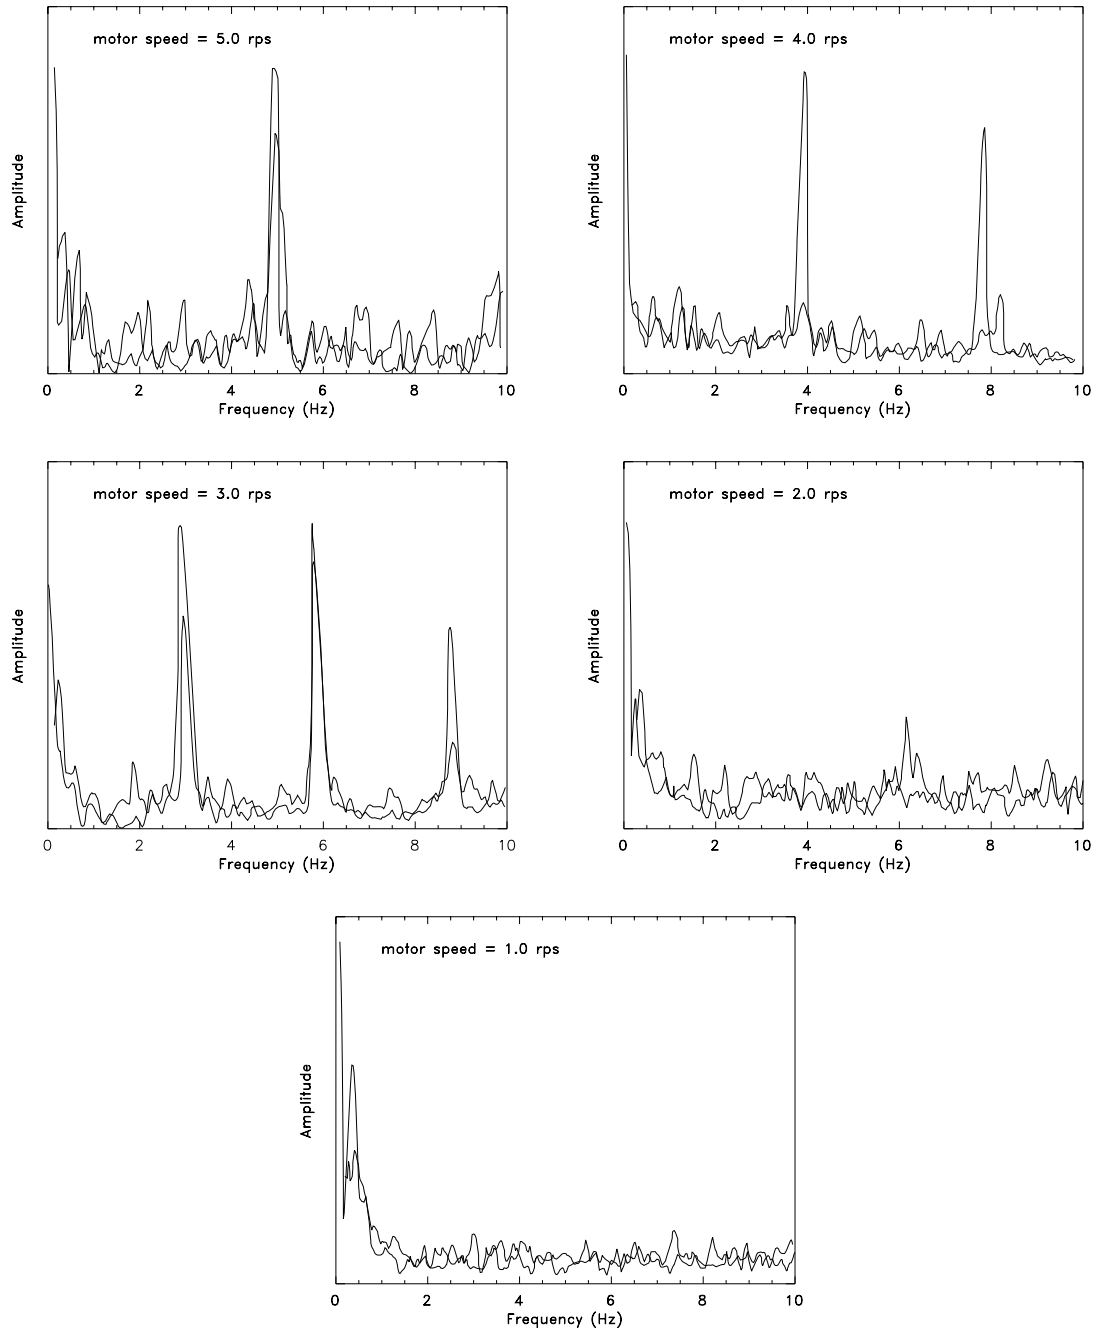 motor speed = 5.0 rps
Amplitude
0 2 4 6 8 10
Frequency (Hz)
motor speed = 4.0 rps
Amplitude
0 2 4 6 8 10
Frequency (Hz)
motor speed = 3.0 rps
Amplitude
0 2 4 6 8 10
Frequency (Hz)
motor speed = 2.0 rps
Amplitude
0 2 4 6 8 10
Frequency (Hz)
motor speed = 1.0 rps
Amplitude
0 2 4 6 8 10
Frequency (Hz)